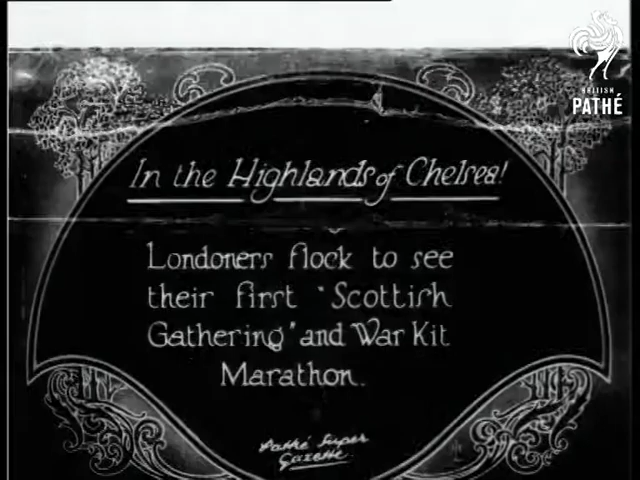 BRITISH
PATHÉ
In the Highlands of Chelsea!
Londoners flock to see
their first 'Scottish
Gathering' and War Kit
Marathon.
Pathé Super
Gazette.